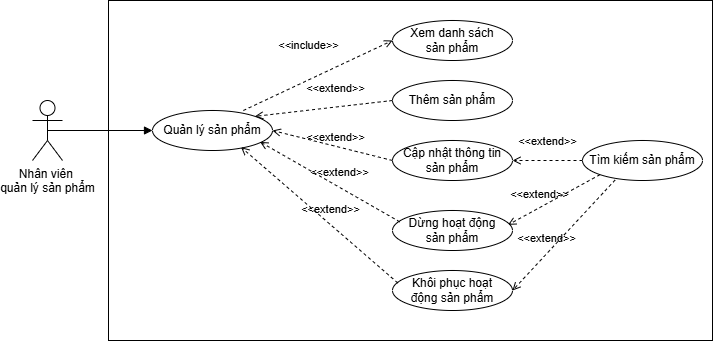 Xem danh sách
sản phẩm
<<include>>
<<extend>>
Thêm sản phẩm
Quản lý sản phẩm
<<extend>>
Cập nhật thông tin
sản phẩm
<<extend>>
Tìm kiếm sản phẩm
Nhân viên
quản lý sản phẩm
<<extend>>
<<extend>>
<<extend>>
Dừng hoạt động
sản phẩm
<<extend>>
Khôi phục hoạt
động sản phẩm